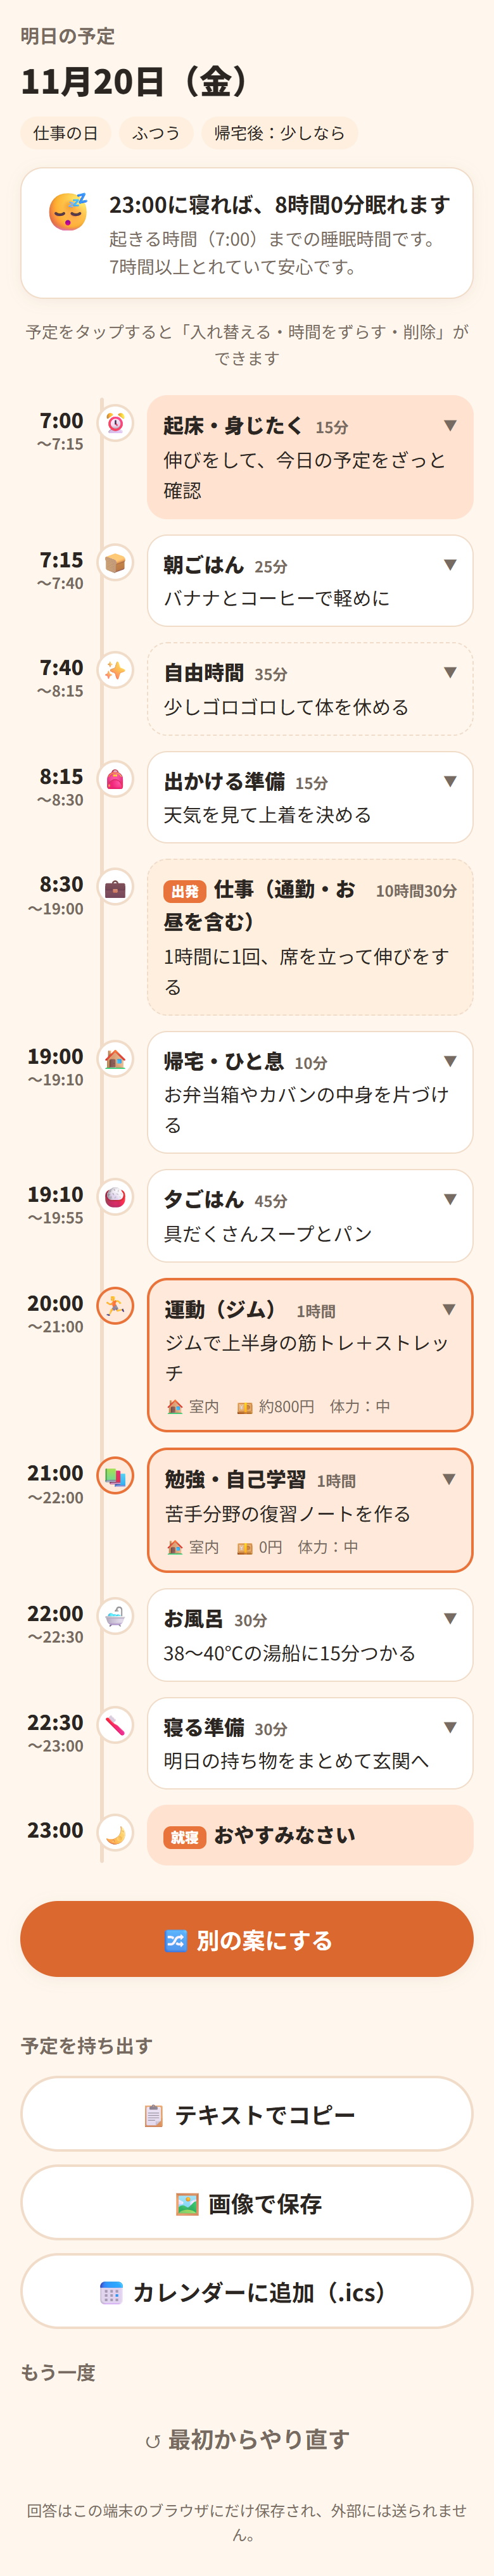 明日の予定
11月20日（金）
仕事の日 ふつう 帰宅後：少しなら
23:00に寝れば、8時間0分眠れます
起きる時間（7:00）までの睡眠時間です。
7時間以上とれていて安心です。
予定をタップすると「入れ替える・時間をずらす・削除」が
できます
7:00 起床・身じたく 15分 ▼
〜7:15 伸びをして、今日の予定をざっと
確認
7:15 朝ごはん 25分 ▼
〜7:40 バナナとコーヒーで軽めに
7:40 自由時間 35分 ▼
〜8:15 少しゴロゴロして体を休める
8:15 出かける準備 15分 ▼
〜8:30 天気を見て上着を決める
8:30 出発 仕事（通勤・お 10時間30分
〜19:00 昼を含む）
1時間に1回、席を立って伸びをす
る
19:00 帰宅・ひと息 10分 ▼
〜19:10 お弁当箱やカバンの中身を片づけ
る
19:10 夕ごはん 45分 ▼
〜19:55 具だくさんスープとパン
20:00 運動（ジム） 1時間 ▼
〜21:00 ジムで上半身の筋トレ＋ストレッ
チ
室内 約800円 体力：中
21:00 勉強・自己学習 1時間 ▼
〜22:00 苦手分野の復習ノートを作る
室内 0円 体力：中
22:00 お風呂 30分 ▼
〜22:30 38〜40℃の湯船に15分つかる
22:30 寝る準備 30分 ▼
〜23:00 明日の持ち物をまとめて玄関へ
23:00 就寝 おやすみなさい
🔀 別の案にする
予定を持ち出す
📋 テキストでコピー
🖼️ 画像で保存
カレンダーに追加（.ics）
もう一度
↺ 最初からやり直す
回答はこの端末のブラウザにだけ保存され、外部には送られませ
ん。